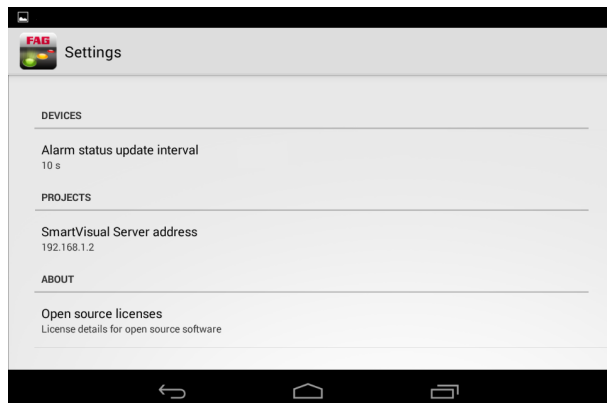 FAG
Settings
DEVICES
Alarm status update interval
10 s
PROJECTS
SmartVisual Server address
192.168.1.2
ABOUT
Open source licenses
License details for open source software